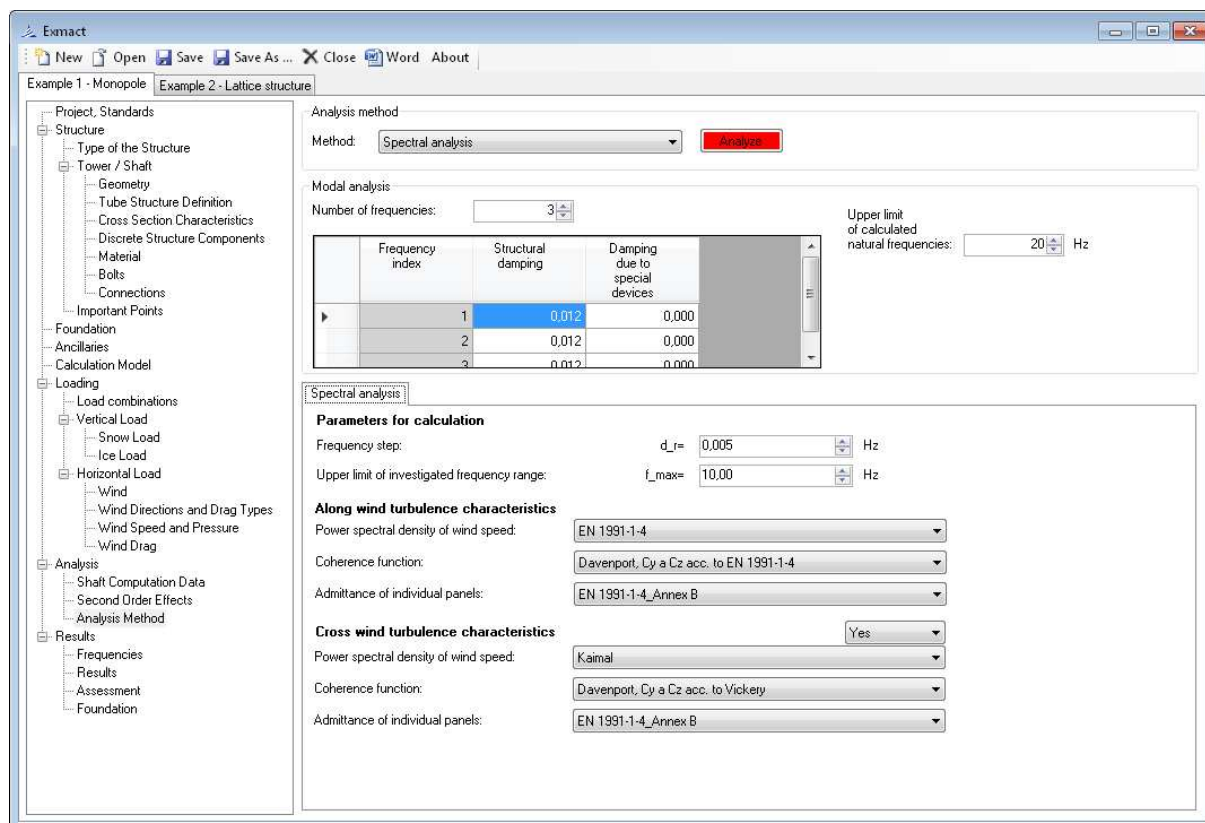 Exmact
New Open Save Save As ... Close Word About
Example 1 - Monopole Example 2 - Lattice structure
Project, Standards
Structure
Type of the Structure
Tower / Shaft
Geometry
Tube Structure Definition
Cross Section Characteristics
Discrete Structure Components
Material
Bolts
Connections
Important Points
Foundation
Ancillaries
Calculation Model
Loading
Load combinations
Vertical Load
Snow Load
Ice Load
Horizontal Load
Wind
Wind Directions and Drag Types
Wind Speed and Pressure
Wind Drag
Analysis
Shaft Computation Data
Second Order Effects
Analysis Method
Results
Frequencies
Results
Assessment
Foundation
Analysis method
Method: Spectral analysis Analyze
Modal analysis
Number of frequencies: 3
Upper limit
of calculated
natural frequencies: 20 Hz
Frequency index Structural damping Damping due to special devices
1 0,012 0,000
2 0,012 0,000
3 0,012 0,000
Spectral analysis
Parameters for calculation
Frequency step: d_r= 0,005 Hz
Upper limit of investigated frequency range: f_max= 10,00 Hz
Along wind turbulence characteristics
Power spectral density of wind speed: EN 1991-1-4
Coherence function: Davenport, Cy a Cz acc. to EN 1991-1-4
Admittance of individual panels: EN 1991-1-4_Annex B
Cross wind turbulence characteristics Yes
Power spectral density of wind speed: Kaimal
Coherence function: Davenport, Cy a Cz acc. to Vickery
Admittance of individual panels: EN 1991-1-4_Annex B